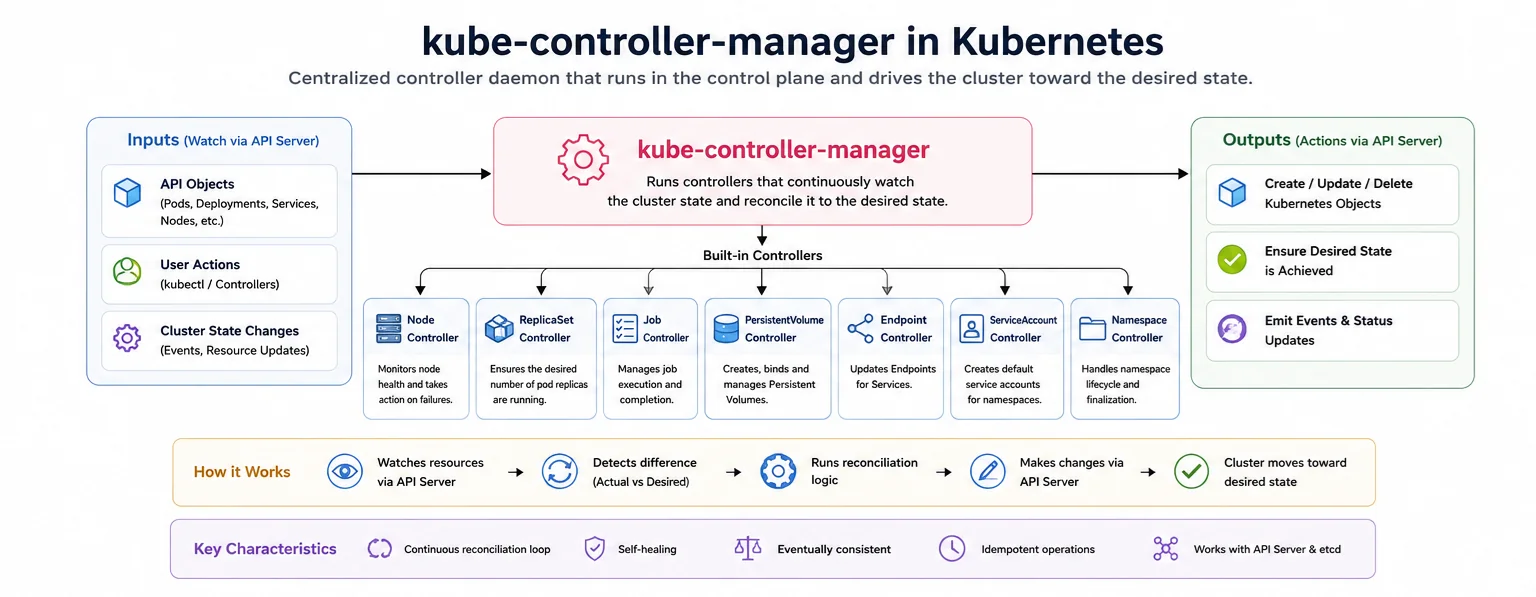 kube-controller-manager in Kubernetes
Centralized controller daemon that runs in the control plane and drives the cluster toward the desired state.
Inputs (Watch via API Server)
API Objects
(Pods, Deployments, Services,
Nodes, etc.)
User Actions
(kubectl / Controllers)
Cluster State Changes
(Events, Resource Updates)
kube-controller-manager
Runs controllers that continuously watch
the cluster state and reconcile it to the desired state.
Outputs (Actions via API Server)
Create / Update / Delete
Kubernetes Objects
Ensure Desired State
is Achieved
Emit Events & Status
Updates
Built-in Controllers
Node
Controller
Monitors node
health and takes
action on failures.
ReplicaSet
Controller
Ensures the desired
number of pod replicas
are running.
Job
Controller
Manages job
execution and
completion.
PersistentVolume
Controller
Creates, binds and
manages Persistent
Volumes.
Endpoint
Controller
Updates Endpoints
for Services.
ServiceAccount
Controller
Creates default
service accounts
for namespaces.
Namespace
Controller
Handles namespace
lifecycle and
finalization.
How it Works
Watches resources
via API Server
Detects difference
(Actual vs Desired)
Runs reconciliation
logic
Makes changes via
API Server
Cluster moves toward
desired state
Key Characteristics
Continuous reconciliation loop
Self-healing
Eventually consistent
Idempotent operations
Works with API Server & etcd